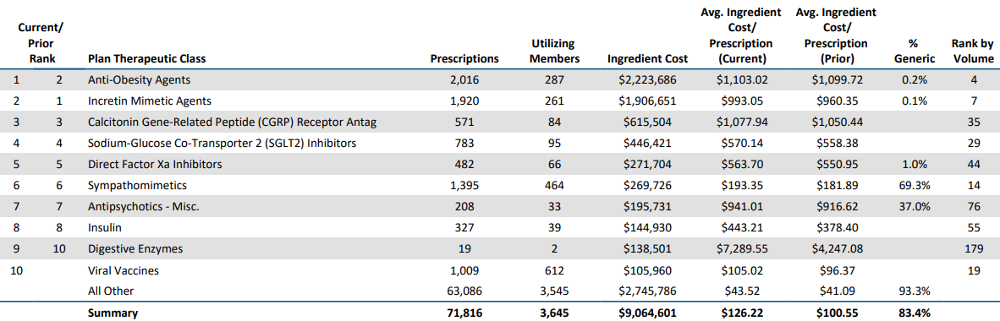 Current/ Prior Rank Plan Therapeutic Class Prescriptions Utilizing Members Ingredient Cost Avg. Ingredient Cost/ Prescription (Current) Avg. Ingredient Cost/ Prescription (Prior) % Generic Rank by Volume
1 2 Anti-Obesity Agents 2,016 287 $2,223,686 $1,103.02 $1,099.72 0.2% 4
2 1 Incretin Mimetic Agents 1,920 261 $1,906,651 $993.05 $960.35 0.1% 7
3 3 Calcitonin Gene-Related Peptide (CGRP) Receptor Antag 571 84 $615,504 $1,077.94 $1,050.44 35
4 4 Sodium-Glucose Co-Transporter 2 (SGLT2) Inhibitors 783 95 $446,421 $570.14 $558.38 29
5 5 Direct Factor Xa Inhibitors 482 66 $271,704 $563.70 $550.95 1.0% 44
6 6 Sympathomimetics 1,395 464 $269,726 $193.35 $181.89 69.3% 14
7 7 Antipsychotics - Misc. 208 33 $195,731 $941.01 $916.62 37.0% 76
8 8 Insulin 327 39 $144,930 $443.21 $378.40 55
9 10 Digestive Enzymes 19 2 $138,501 $7,289.55 $4,247.08 179
10 Viral Vaccines 1,009 612 $105,960 $105.02 $96.37 19
All Other 63,086 3,545 $2,745,786 $43.52 $41.09 93.3%
Summary 71,816 3,645 $9,064,601 $126.22 $100.55 83.4%